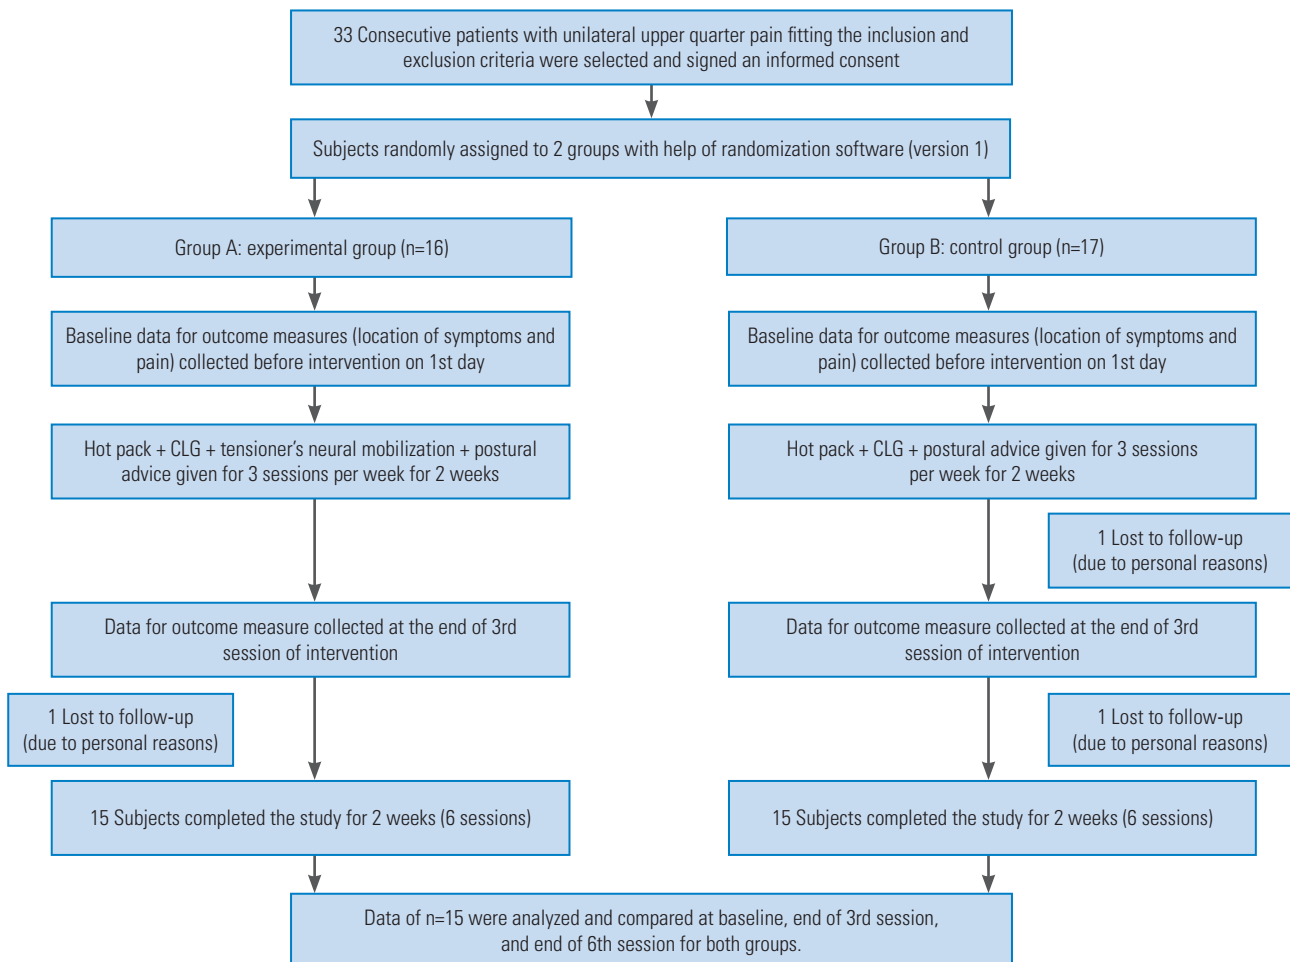 33 Consecutive patients with unilateral upper quarter pain fitting the inclusion and
exclusion criteria were selected and signed an informed consent
Subjects randomly assigned to 2 groups with help of randomization software (version 1)
Group A: experimental group (n=16)
Group B: control group (n=17)
Baseline data for outcome measures (location of symptoms and
pain) collected before intervention on 1st day
Baseline data for outcome measures (location of symptoms and
pain) collected before intervention on 1st day
Hot pack + CLG + tensioner’s neural mobilization + postural
advice given for 3 sessions per week for 2 weeks
Hot pack + CLG + postural advice given for 3 sessions
per week for 2 weeks
1 Lost to follow-up
(due to personal reasons)
Data for outcome measure collected at the end of 3rd
session of intervention
Data for outcome measure collected at the end of 3rd
session of intervention
1 Lost to follow-up
(due to personal reasons)
1 Lost to follow-up
(due to personal reasons)
15 Subjects completed the study for 2 weeks (6 sessions)
15 Subjects completed the study for 2 weeks (6 sessions)
Data of n=15 were analyzed and compared at baseline, end of 3rd session,
and end of 6th session for both groups.